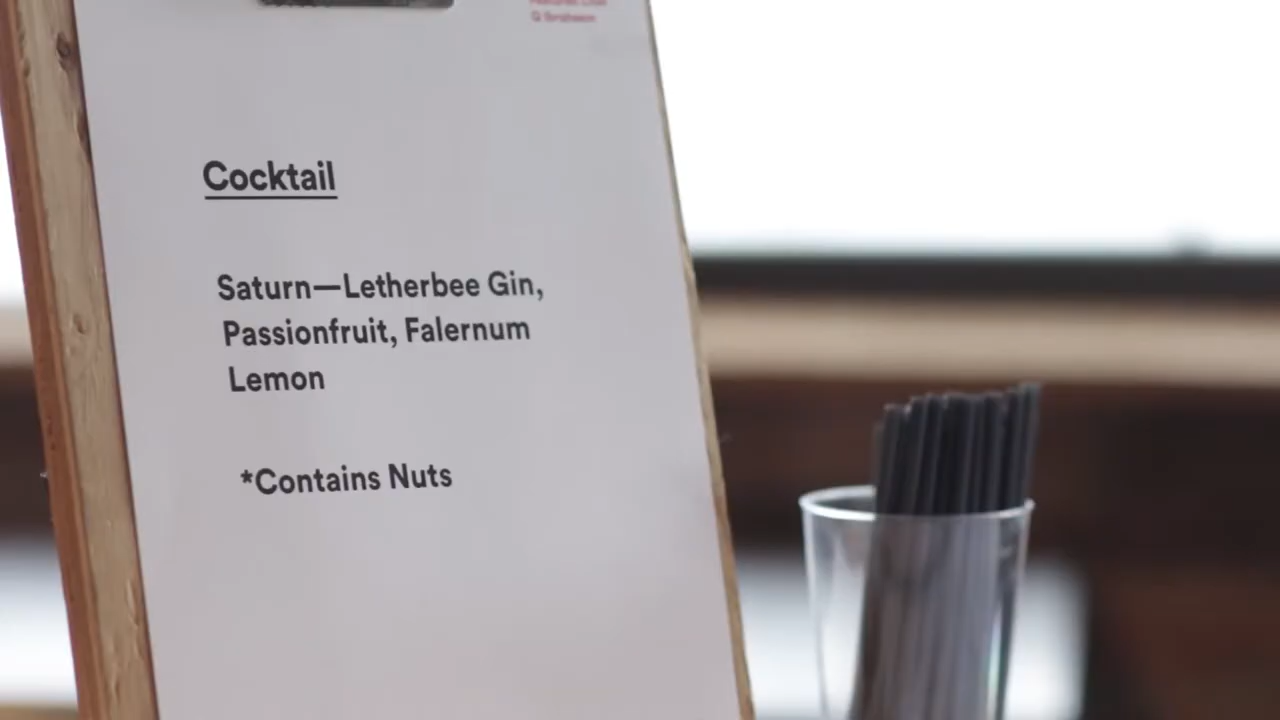 Cocktail
Saturn—Letherbee Gin,
Passionfruit, Falernum
Lemon
*Contains Nuts